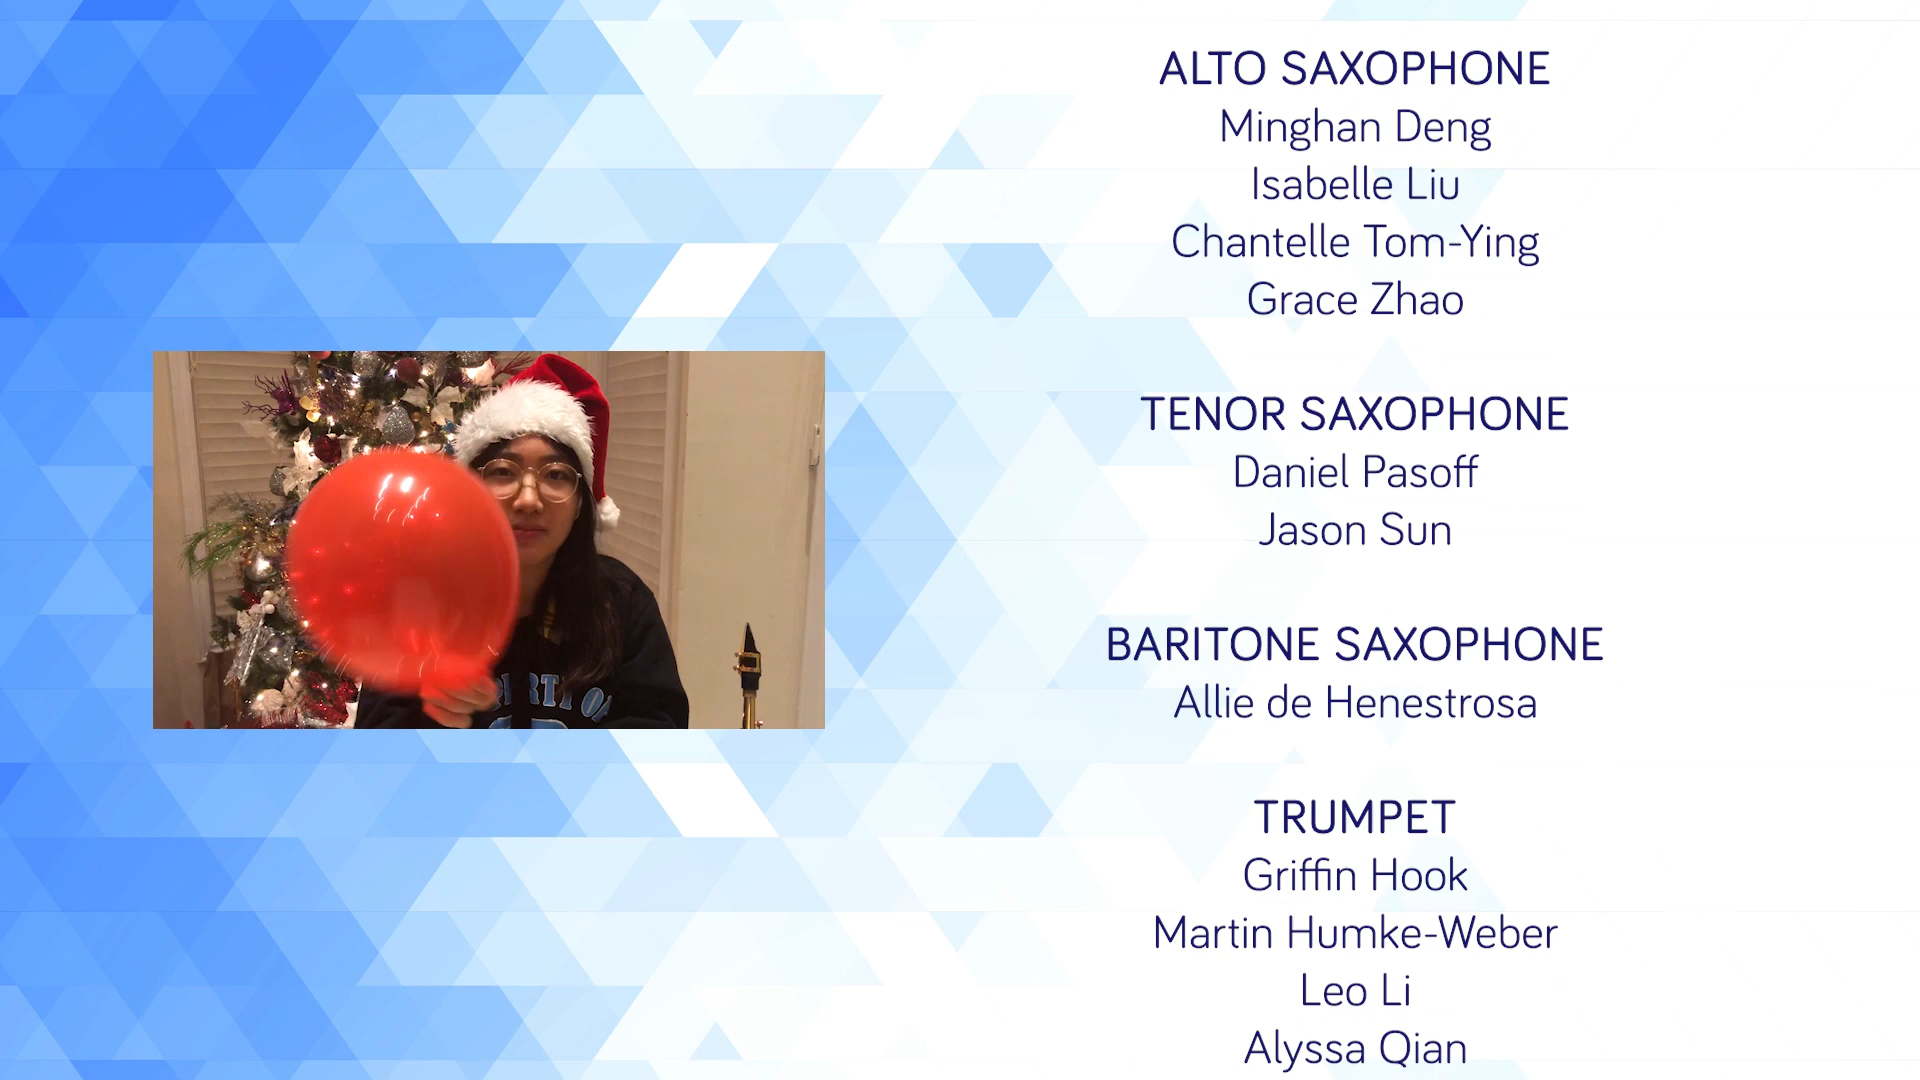 ALTO SAXOPHONE
Minghan Deng
Isabelle Liu
Chantelle Tom-Ying
Grace Zhao
TENOR SAXOPHONE
Daniel Pasoff
Jason Sun
BARITONE SAXOPHONE
Allie de Henestrosa
TRUMPET
Griffin Hook
Martin Humke-Weber
Leo Li
Alyssa Qian